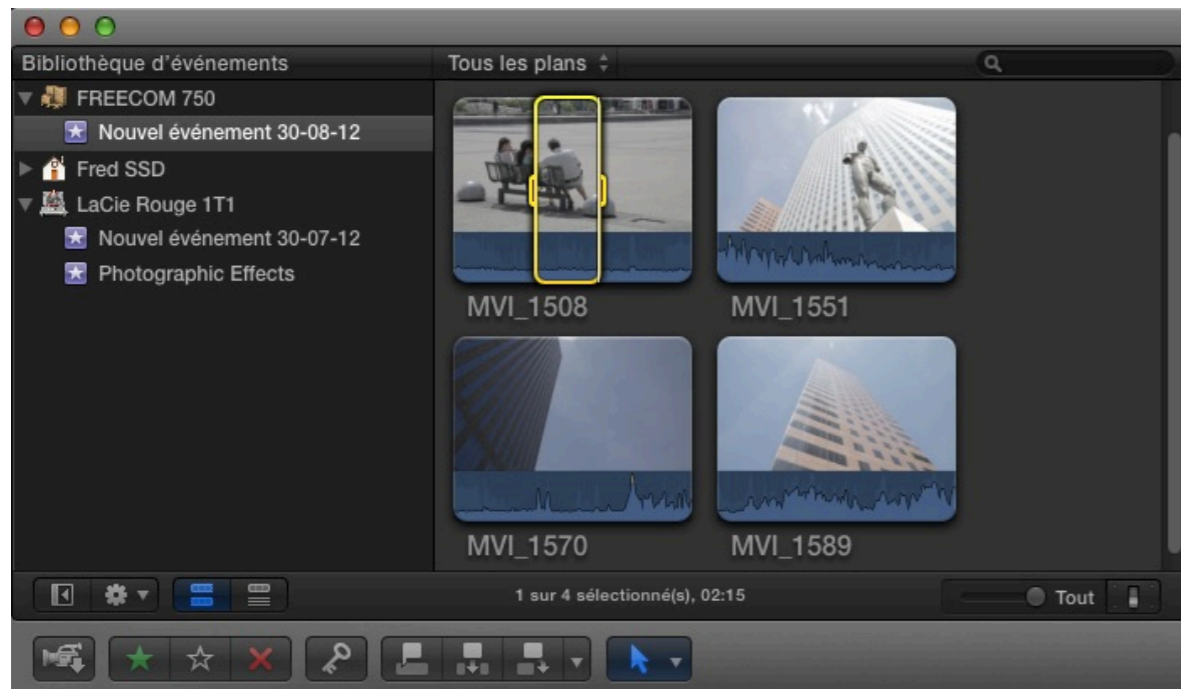 Bibliothèque d'événements
Tous les plans
FREECOM 750
Nouvel événement 30-08-12
Fred SSD
LaCie Rouge 1T1
Nouvel événement 30-07-12
Photographic Effects
MVI_1508
MVI_1551
MVI_1570
MVI_1589
1 sur 4 sélectionné(s), 02:15
Tout